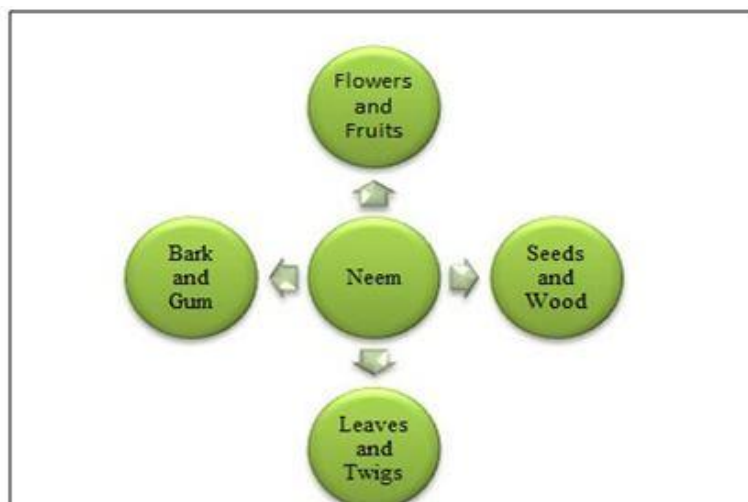 Flowers
and
Fruits
Bark
and
Gum
Neem
Seeds
and
Wood
Leaves
and
Twigs